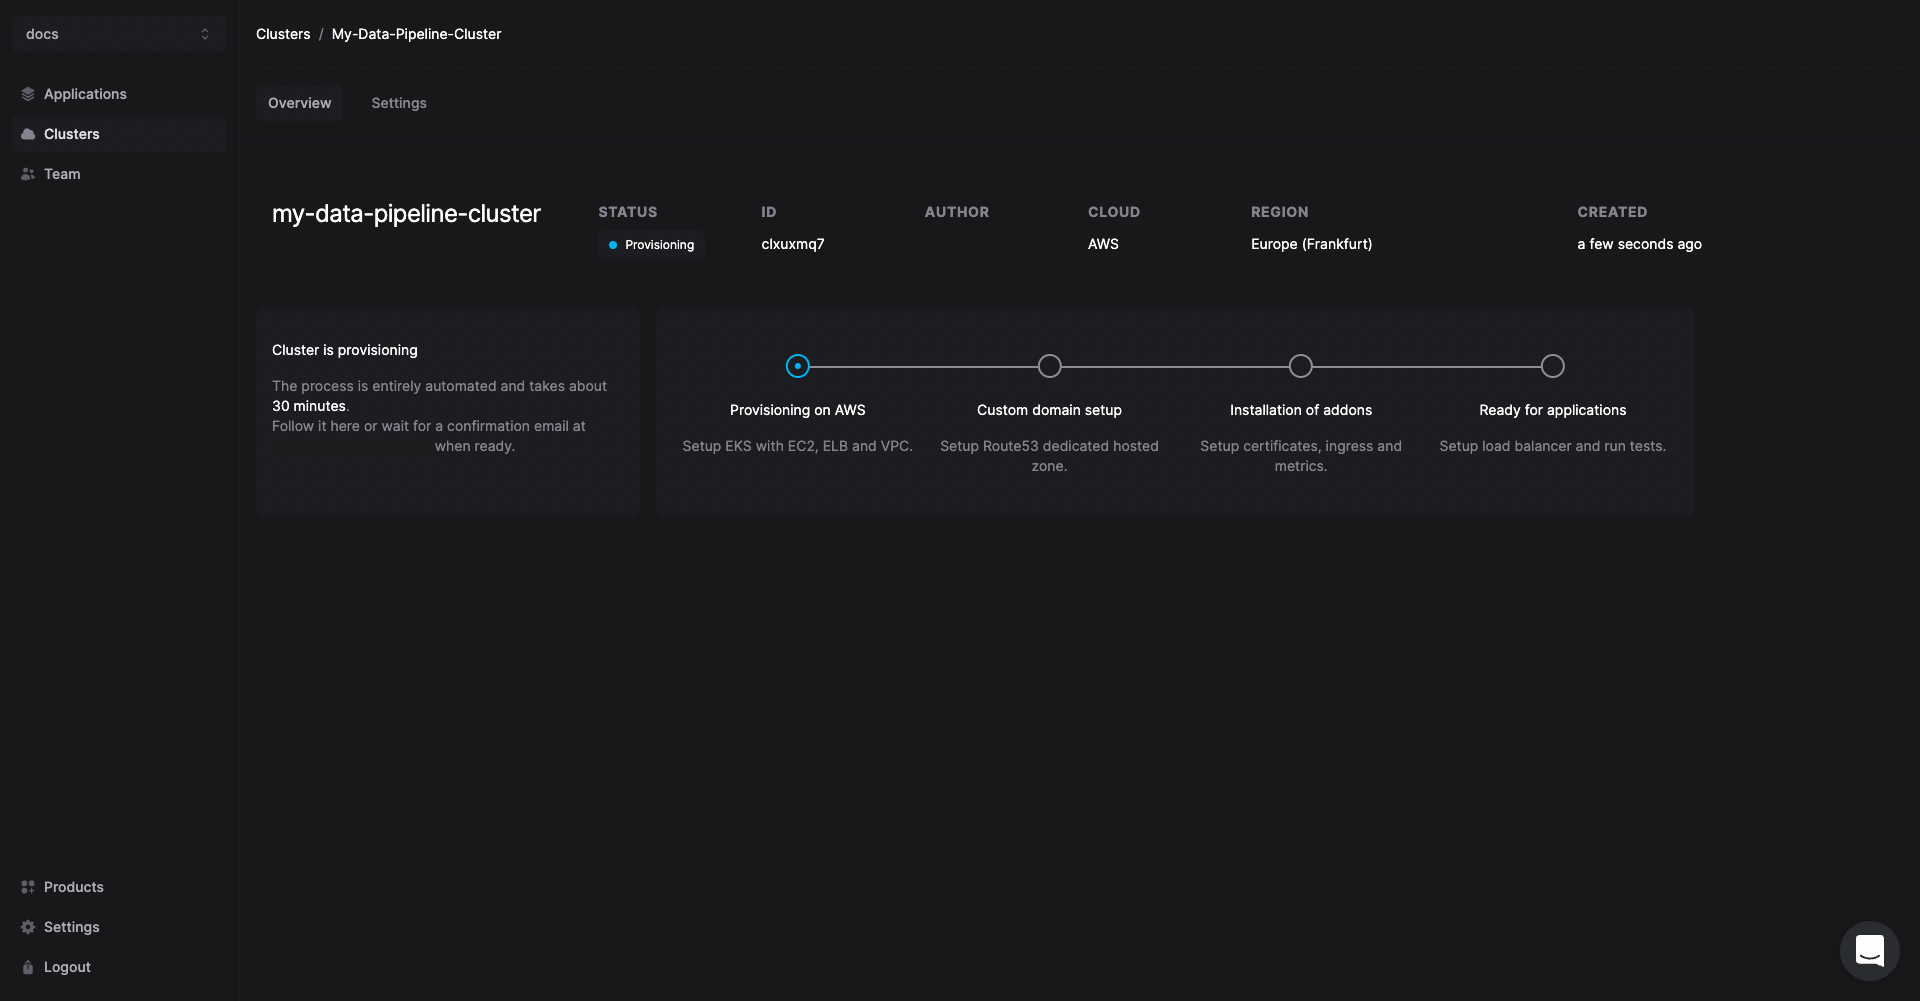 docs
Applications
Clusters
Team
Products
Settings
Logout
Clusters / My-Data-Pipeline-Cluster
Overview
Settings
my-data-pipeline-cluster
STATUS
Provisioning
ID
clxuxmq7
AUTHOR
CLOUD
AWS
REGION
Europe (Frankfurt)
CREATED
a few seconds ago
Cluster is provisioning
The process is entirely automated and takes about
30 minutes.
Follow it here or wait for a confirmation email at
when ready.
Provisioning on AWS
Setup EKS with EC2, ELB and VPC.
Custom domain setup
Setup Route53 dedicated hosted
zone.
Installation of addons
Setup certificates, ingress and
metrics.
Ready for applications
Setup load balancer and run tests.